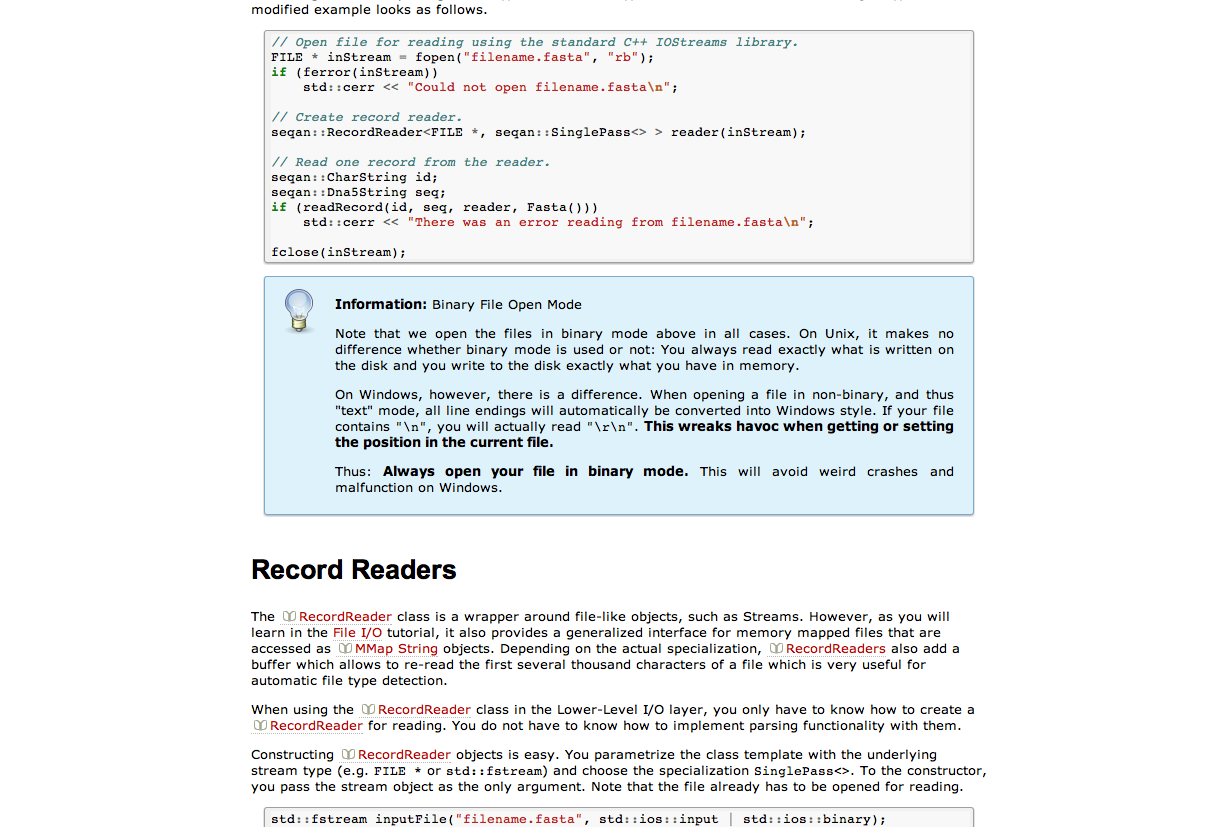 modified example looks as follows.
// Open file for reading using the standard C++ IOStreams library.
FILE * inStream = fopen("filename.fasta", "rb");
if (ferror(inStream))
    std::cerr << "Could not open filename.fasta\n";

// Create record reader.
seqan::RecordReader<FILE *, seqan::SinglePass<> > reader(inStream);

// Read one record from the reader.
seqan::CharString id;
seqan::Dna5String seq;
if (readRecord(id, seq, reader, Fasta()))
    std::cerr << "There was an error reading from filename.fasta\n";

fclose(inStream);
Information: Binary File Open Mode
Note that we open the files in binary mode above in all cases. On Unix, it makes no
difference whether binary mode is used or not: You always read exactly what is written on
the disk and you write to the disk exactly what you have in memory.
On Windows, however, there is a difference. When opening a file in non-binary, and thus
"text" mode, all line endings will automatically be converted into Windows style. If your file
contains "\n", you will actually read "\r\n". This wreaks havoc when getting or setting
the position in the current file.
Thus: Always open your file in binary mode. This will avoid weird crashes and
malfunction on Windows.
Record Readers
The RecordReader class is a wrapper around file-like objects, such as Streams. However, as you will
learn in the File I/O tutorial, it also provides a generalized interface for memory mapped files that are
accessed as MMap String objects. Depending on the actual specialization, RecordReaders also add a
buffer which allows to re-read the first several thousand characters of a file which is very useful for
automatic file type detection.
When using the RecordReader class in the Lower-Level I/O layer, you only have to know how to create a
RecordReader for reading. You do not have to know how to implement parsing functionality with them.
Constructing RecordReader objects is easy. You parametrize the class template with the underlying
stream type (e.g. FILE * or std::fstream) and choose the specialization SinglePass<>. To the constructor,
you pass the stream object as the only argument. Note that the file already has to be opened for reading.
std::fstream inputFile("filename.fasta", std::ios::input | std::ios::binary);